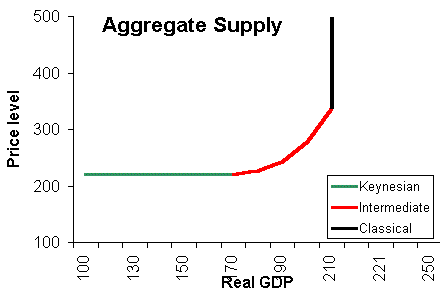 Aggregate Supply
500
400
300
200
100
Price level
100
130
150
170
190
210
221
250
Real GDP
Keynesian
Intermediate
Classical